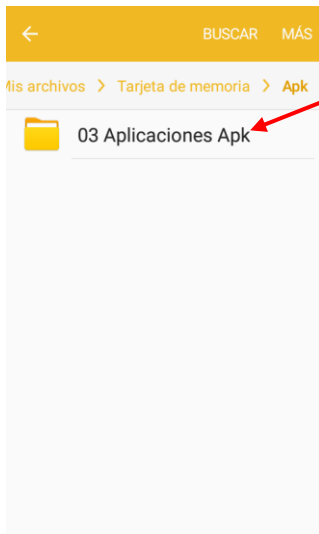 BUSCAR MÁS
Mis archivos > Tarjeta de memoria > Apk
03 Aplicaciones Apk